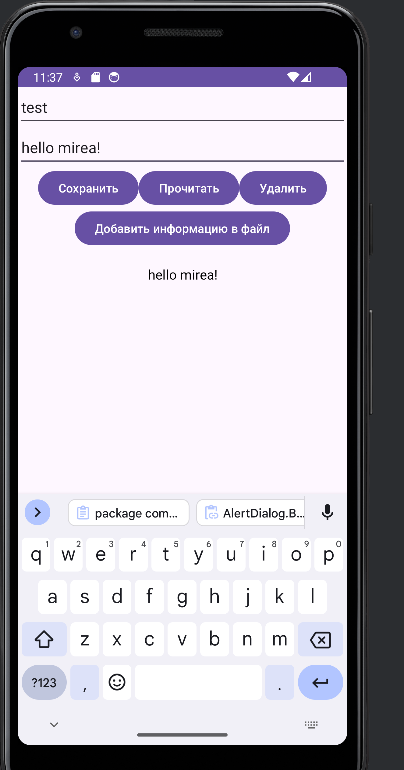 11:37
test
hello mirea!
Сохранить Прочитать Удалить
Добавить информацию в файл
hello mirea!
package com... AlertDialog.B...
q1 w2 e3 r4 t5 y6 u7 i8 o9 p0
a s d f g h j k l
z x c v b n m
?123 , .